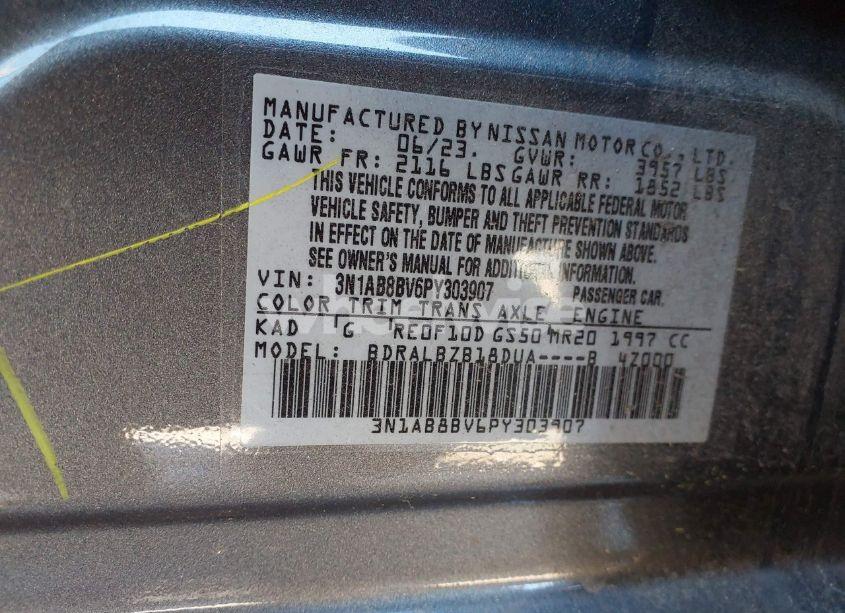 MANUFACTURED BY NISSAN MOTOR CO., LTD.
DATE: 06/23. GVWR: 3957 LBS
GAWR FR: 2116 LBS GAWR RR: 1852 LBS
THIS VEHICLE CONFORMS TO ALL APPLICABLE FEDERAL MOTOR
VEHICLE SAFETY, BUMPER AND THEFT PREVENTION STANDARDS
IN EFFECT ON THE DATE OF MANUFACTURE SHOWN ABOVE.
SEE OWNER'S MANUAL FOR ADDITIONAL INFORMATION.
VIN: 3N1AB8BV6PY303907 PASSENGER CAR.
COLOR TRIM TRANS AXLE ENGINE
KAD G RE0F10D GS50 MR20 1997 CC
MODEL: BDRALBZB18DUA----B 4Z000
3N1AB8BV6PY303907